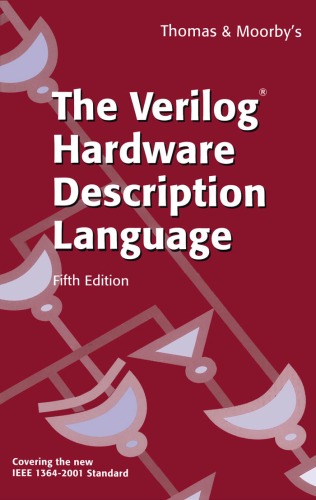 Thomas & Moorby's
The Verilog®
Hardware
Description
Language
Fifth Edition
Covering the new
IEEE 1364-2001 Standard